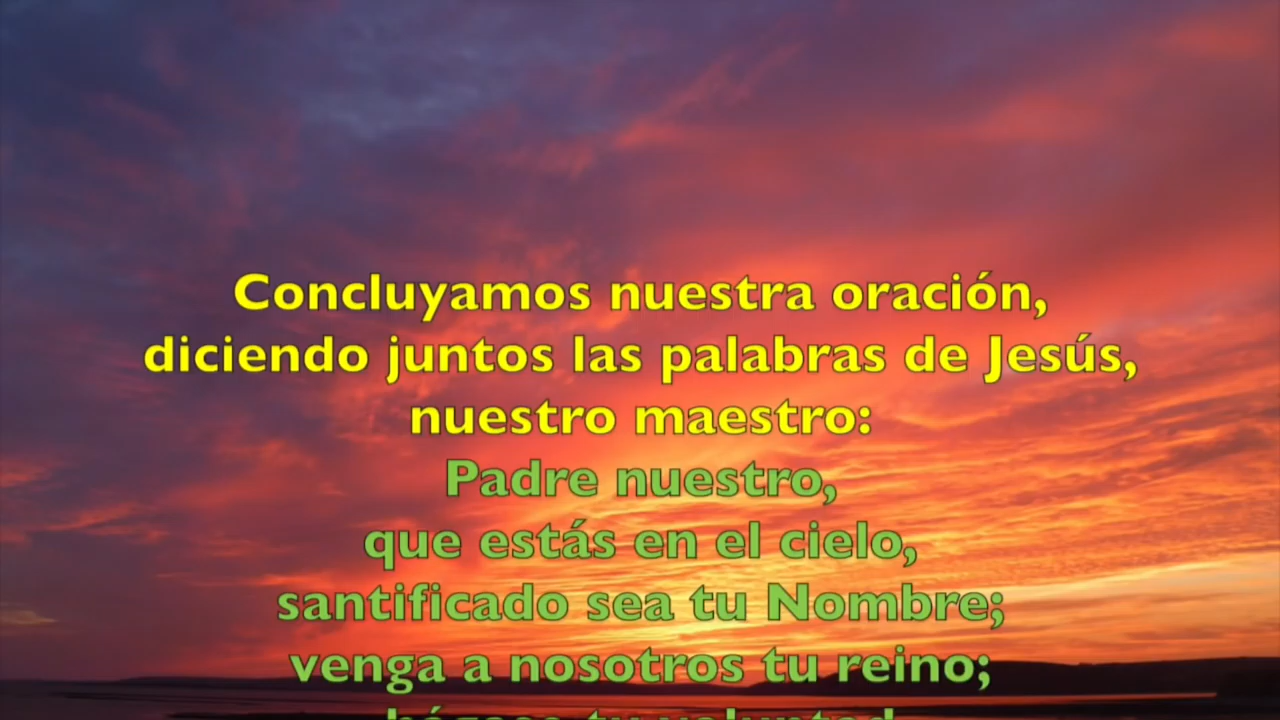 Concluyamos nuestra oración,
diciendo juntos las palabras de Jesús,
nuestro maestro:
Padre nuestro,
que estás en el cielo,
santificado sea tu Nombre;
venga a nosotros tu reino;